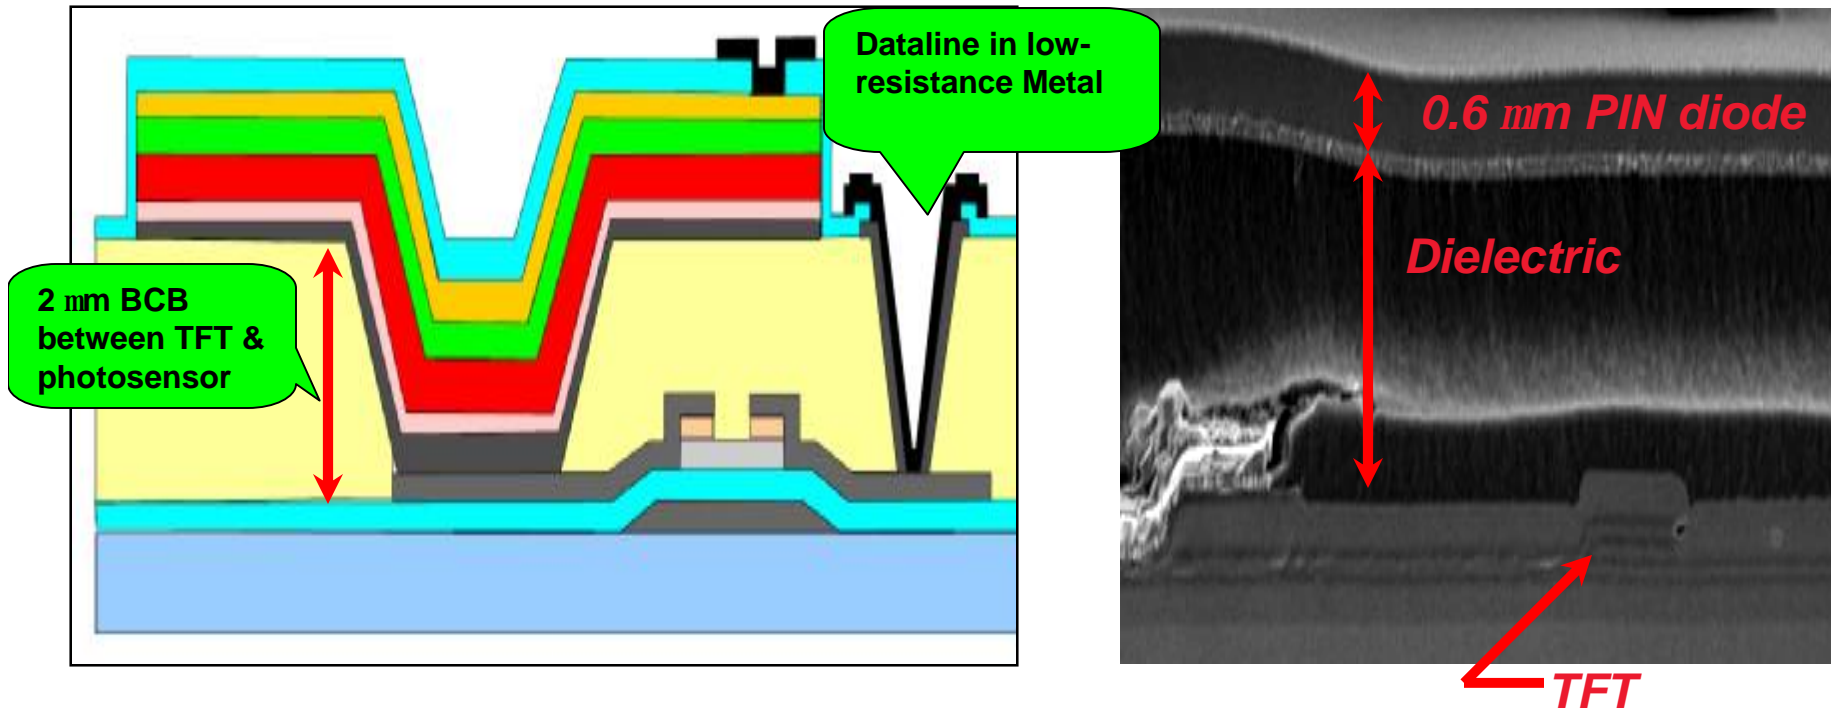 Dataline in low-
resistance Metal
2 mm BCB
between TFT &
photosensor
0.6 mm PIN diode
Dielectric
TFT